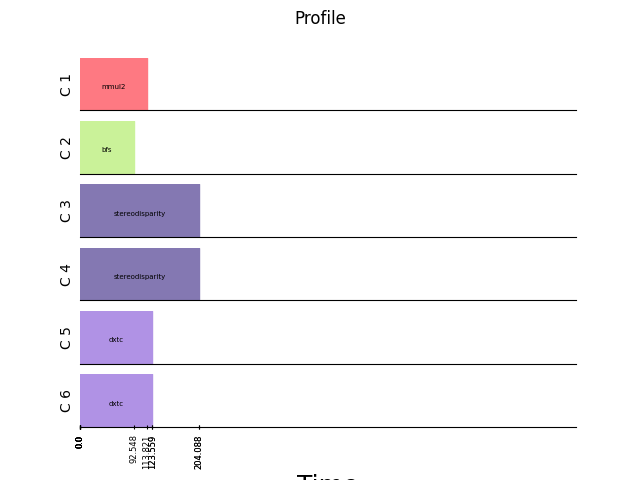 Profile
C 1
mmul2
C 2
bfs
C 3
stereodisparity
C 4
stereodisparity
C 5
dxtc
C 6
dxtc
0.0
92.548
113.821
123.559
204.088
Time